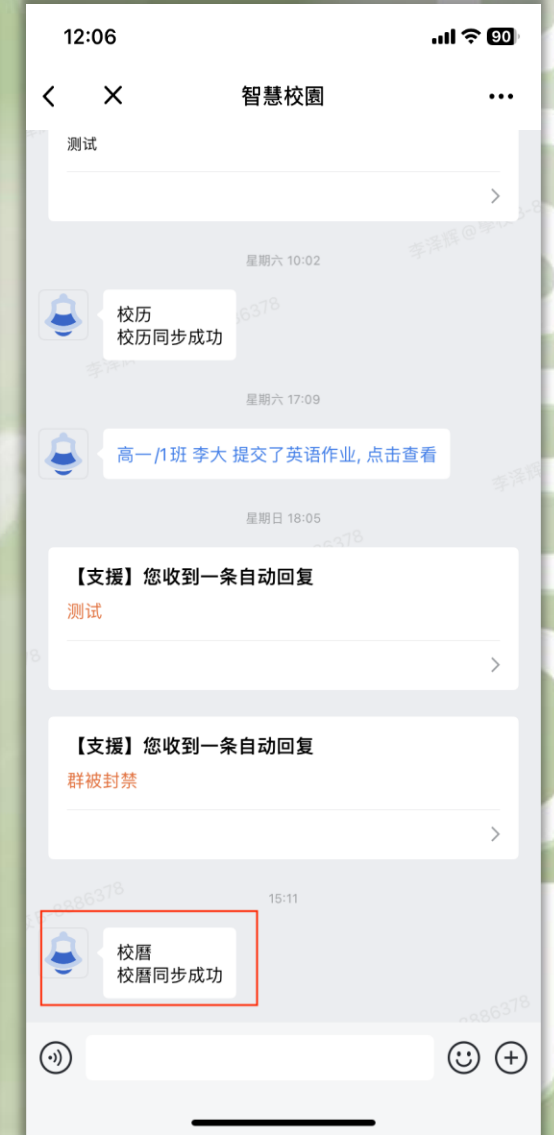 12:06
90
智慧校園
测试
星期六 10:02
校历
校历同步成功
星期六 17:09
高一/1班 李大 提交了英语作业, 点击查看
星期日 18:05
【支援】您收到一条自动回复
测试
【支援】您收到一条自动回复
群被封禁
15:11
校曆
校曆同步成功